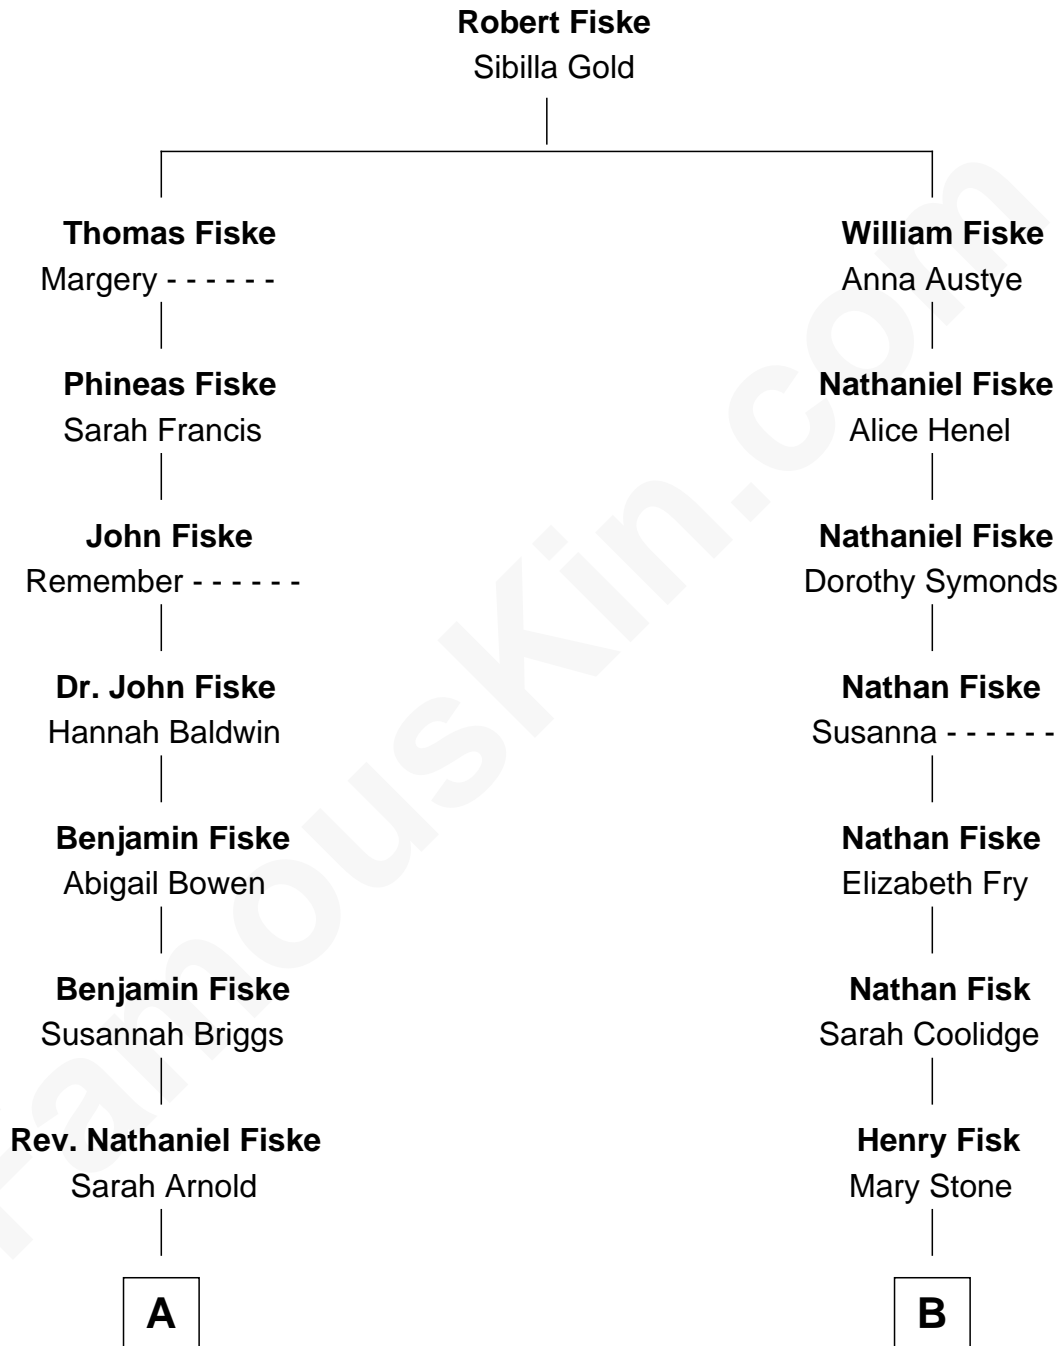 Robert Fiske
Sibilla Gold
Thomas Fiske
Margery - - - - - -
William Fiske
Anna Austye
Phineas Fiske
Sarah Francis
Nathaniel Fiske
Alice Henel
John Fiske
Remember - - - - - -
Nathaniel Fiske
Dorothy Symonds
Dr. John Fiske
Hannah Baldwin
Nathan Fiske
Susanna - - - - - -
Benjamin Fiske
Abigail Bowen
Nathan Fiske
Elizabeth Fry
Benjamin Fiske
Susannah Briggs
Nathan Fisk
Sarah Coolidge
Rev. Nathaniel Fiske
Sarah Arnold
Henry Fisk
Mary Stone
A
B
FamousKin.com